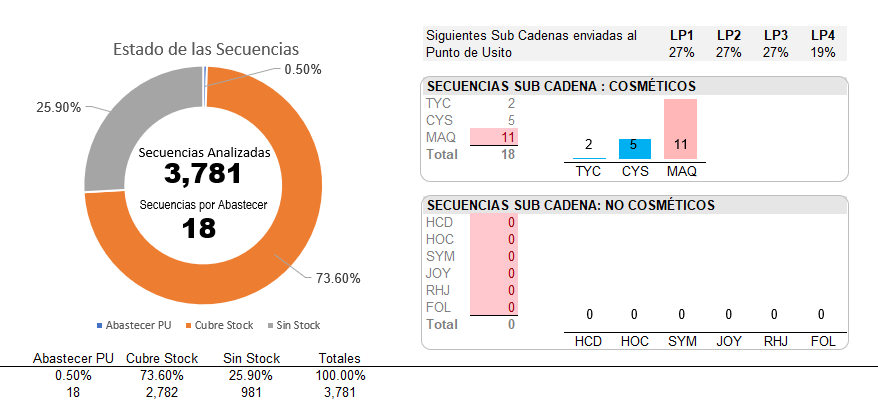 Estado de las Secuencias
0.50%
25.90%
Secuencias Analizadas
3,781
Secuencias por Abastecer
18
73.60%
Abastecer PU Cubre Stock Sin Stock
Abastecer PU Cubre Stock Sin Stock Totales
0.50% 73.60% 25.90% 100.00%
18 2,782 981 3,781
Siguientes Sub Cadenas enviadas al LP1 LP2 LP3 LP4
Punto de Usito 27% 27% 27% 19%
SECUENCIAS SUB CADENA : COSMÉTICOS
TYC 2
CYS 5
MAQ 11
Total 18
2 5 11
TYC CYS MAQ
SECUENCIAS SUB CADENA: NO COSMÉTICOS
HCD 0
HOC 0
SYM 0
JOY 0
RHJ 0
FOL 0
Total 0
0 0 0 0 0 0
HCD HOC SYM JOY RHJ FOL